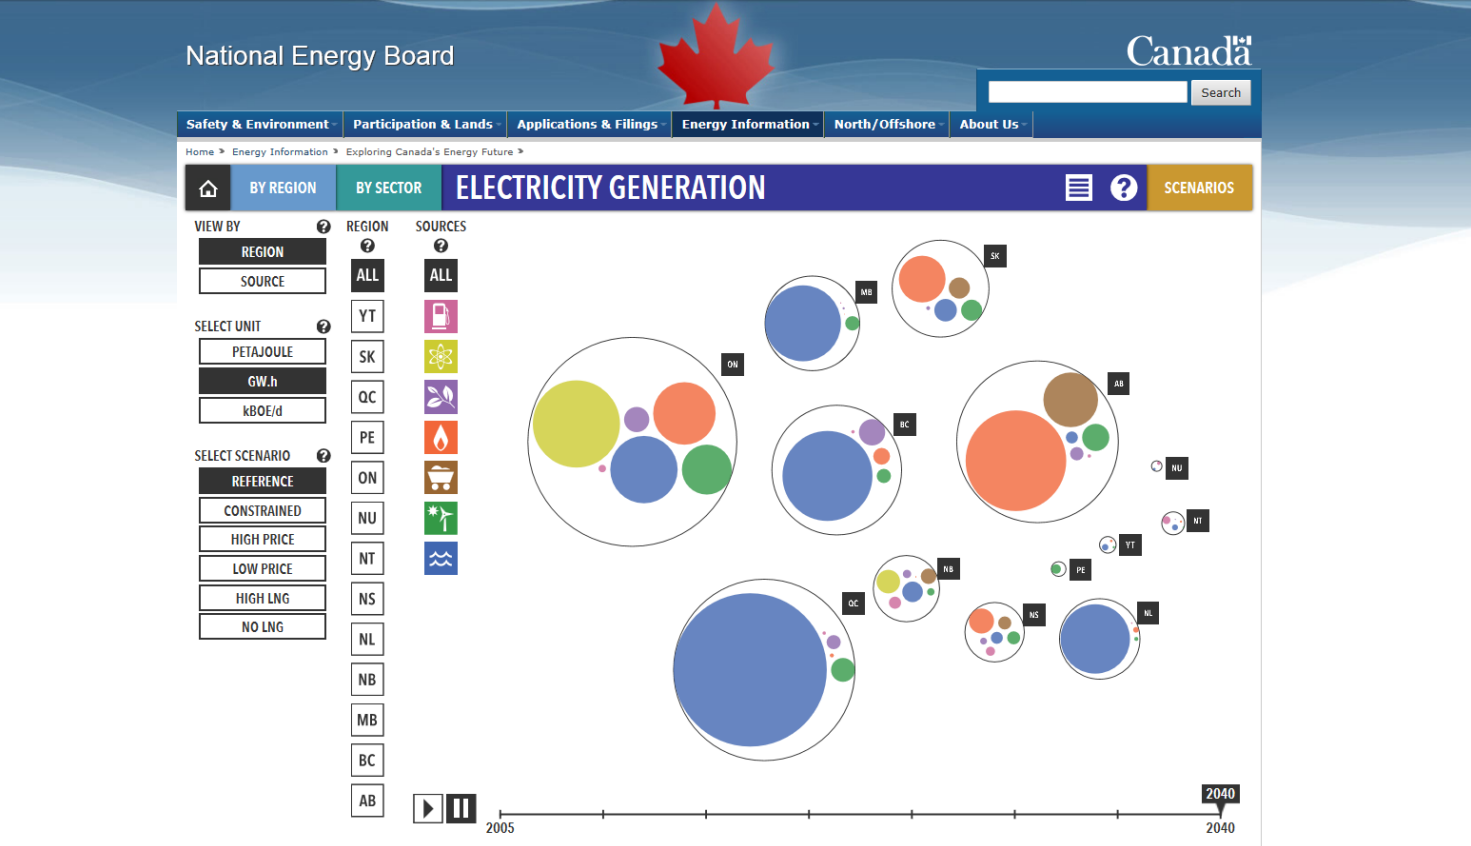 National Energy Board
Canada
Search
Safety & Environment
Participation & Lands
Applications & Filings
Energy Information
North/Offshore
About Us
Home
Energy Information
Exploring Canada's Energy Future
BY REGION
BY SECTOR
ELECTRICITY GENERATION
?
SCENARIOS
VIEW BY ?
REGION
SOURCE
SELECT UNIT ?
PETAJOULE
GW.h
kBOE/d
SELECT SCENARIO ?
REFERENCE
CONSTRAINED
HIGH PRICE
LOW PRICE
HIGH LNG
NO LNG
REGION
?
ALL
YT
SK
QC
PE
ON
NU
NT
NS
NL
NB
MB
BC
AB
SOURCES
?
ALL
SK
MB
ON
AB
BC
NU
NT
YT
NB
PE
QC
NS
NL
2040
2005
2040